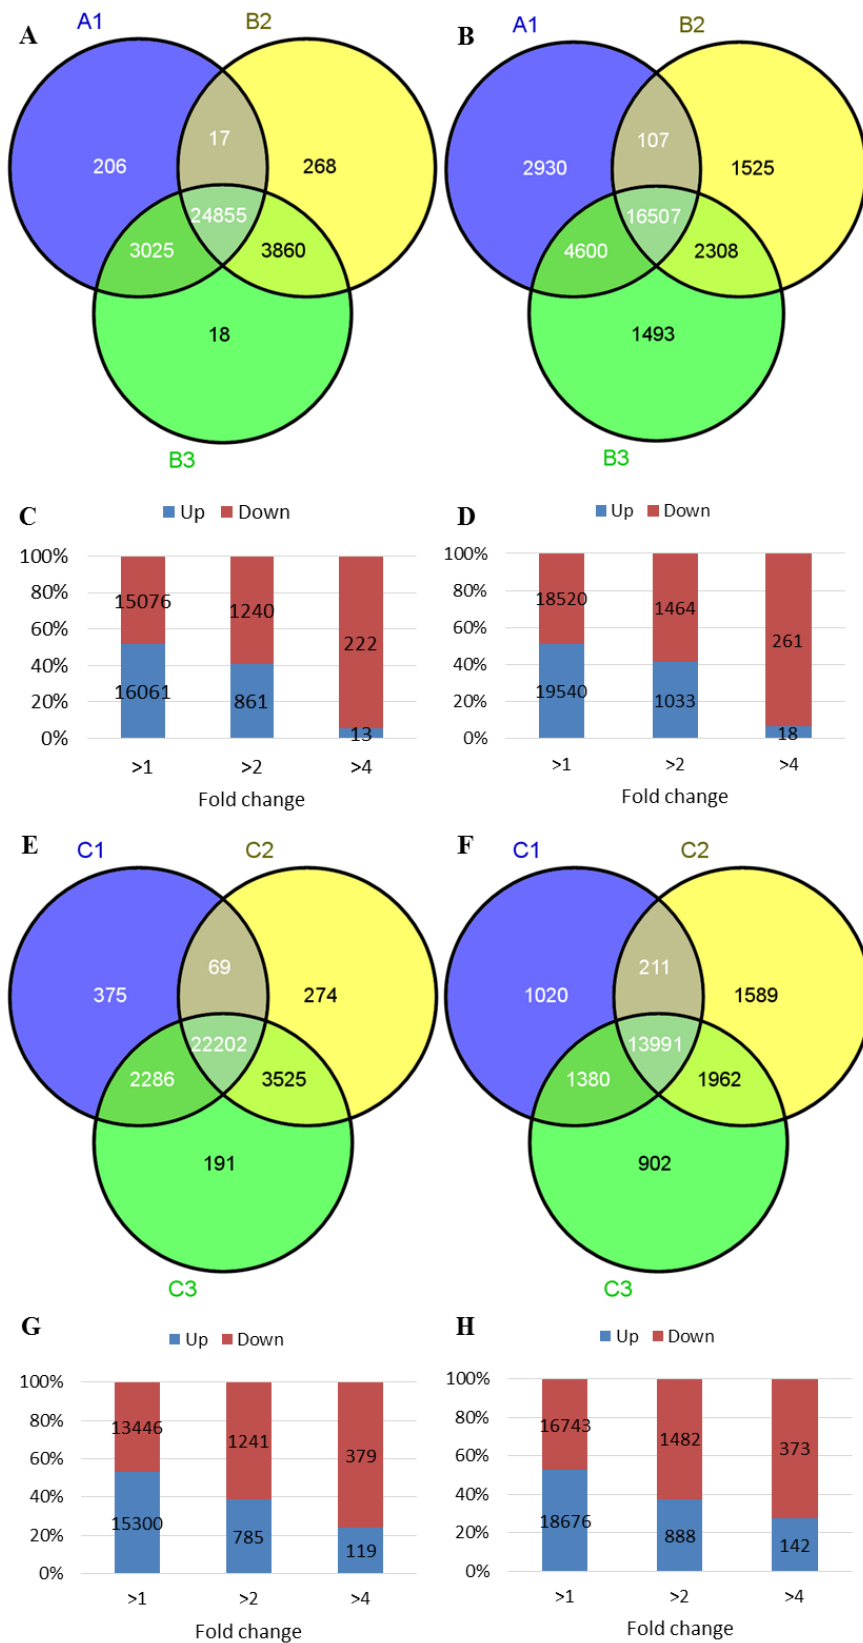 A
A1
B2
17
206
268
24855
3025
3860
18
B3
B
A1
B2
107
2930
1525
16507
4600
2308
1493
B3
C
Up Down
100%
80%
60%
40%
20%
0%
15076
1240
222
16061
861
13
>1 >2 >4
Fold change
D
Up Down
100%
80%
60%
40%
20%
0%
18520
1464
261
19540
1033
18
>1 >2 >4
Fold change
E
C1
C2
69
375
274
22202
2286
3525
191
C3
F
C1
C2
211
1020
1589
13991
1380
1962
902
C3
G
Up Down
100%
80%
60%
40%
20%
0%
13446
1241
379
15300
785
119
>1 >2 >4
Fold change
H
Up Down
100%
80%
60%
40%
20%
0%
16743
1482
373
18676
888
142
>1 >2 >4
Fold change